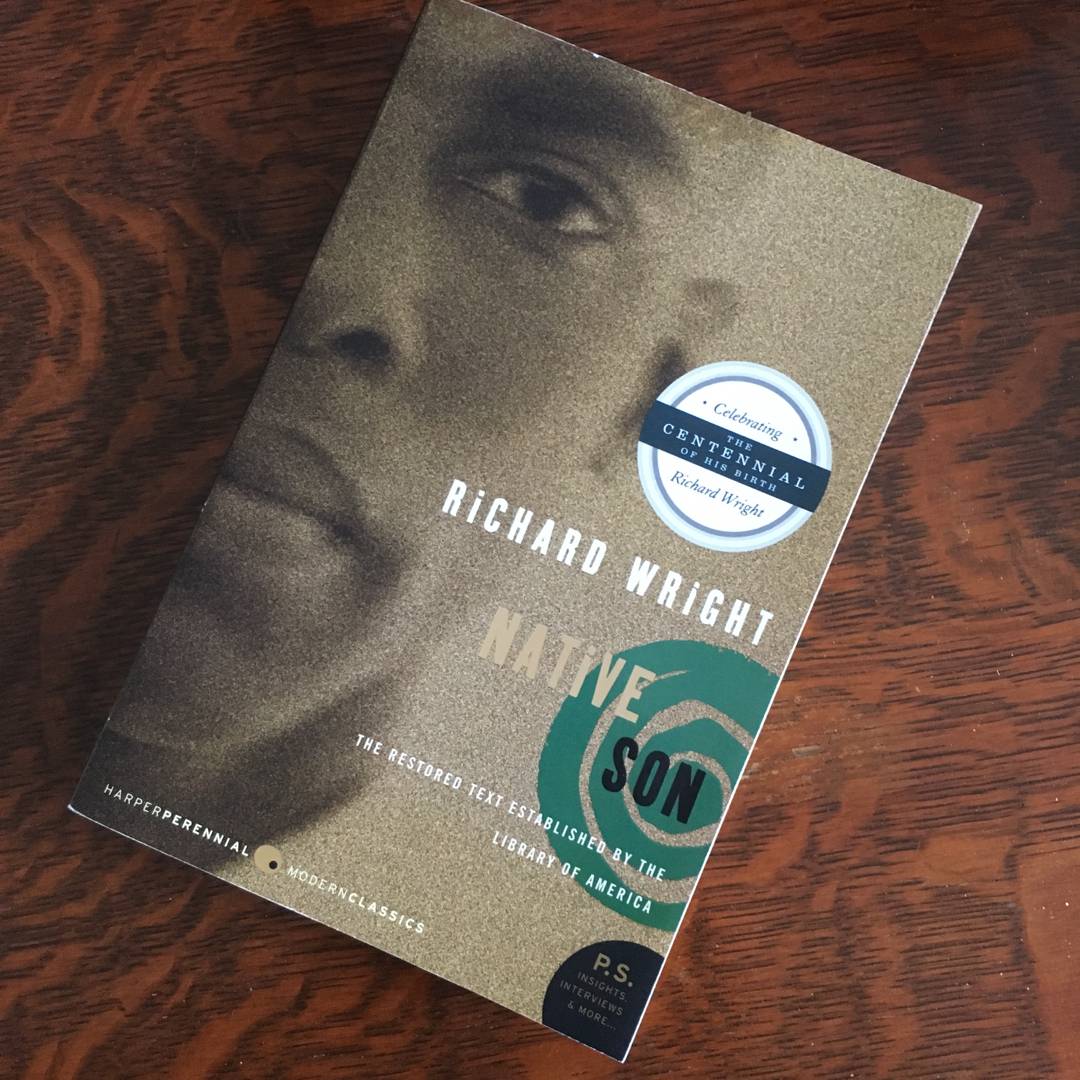 Celebrating
THE
CENTENNIAL
OF HIS BIRTH
Richard Wright
RiCHARD WRiGHT
NATiVE
SON
THE RESTORED TEXT ESTABLISHED BY THE
LIBRARY OF AMERICA
HARPERPERENNIAL MODERNCLASSICS
P.S.
INSIGHTS,
INTERVIEWS
& MORE...